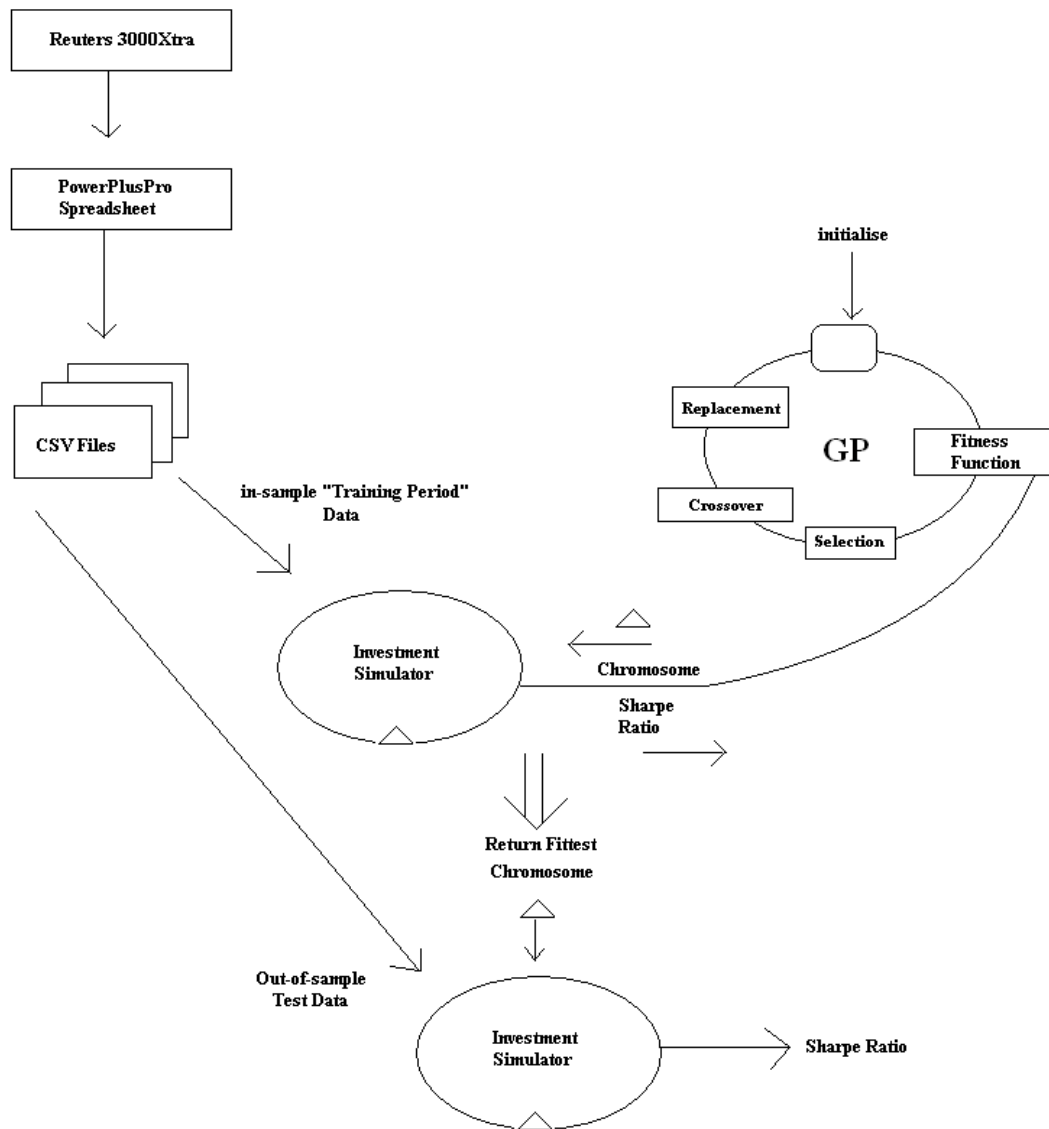 Reuters 3000Xtra
PowerPlusPro
Spreadsheet
initialise
Replacement
GP
Fitness
Function
CSV Files
Crossover
in-sample "Training Period"
Data
Selection
Investment
Simulator
Chromosome
Sharpe
Ratio
Return Fittest
Chromosome
Out-of-sample
Test Data
Investment
Simulator
Sharpe Ratio